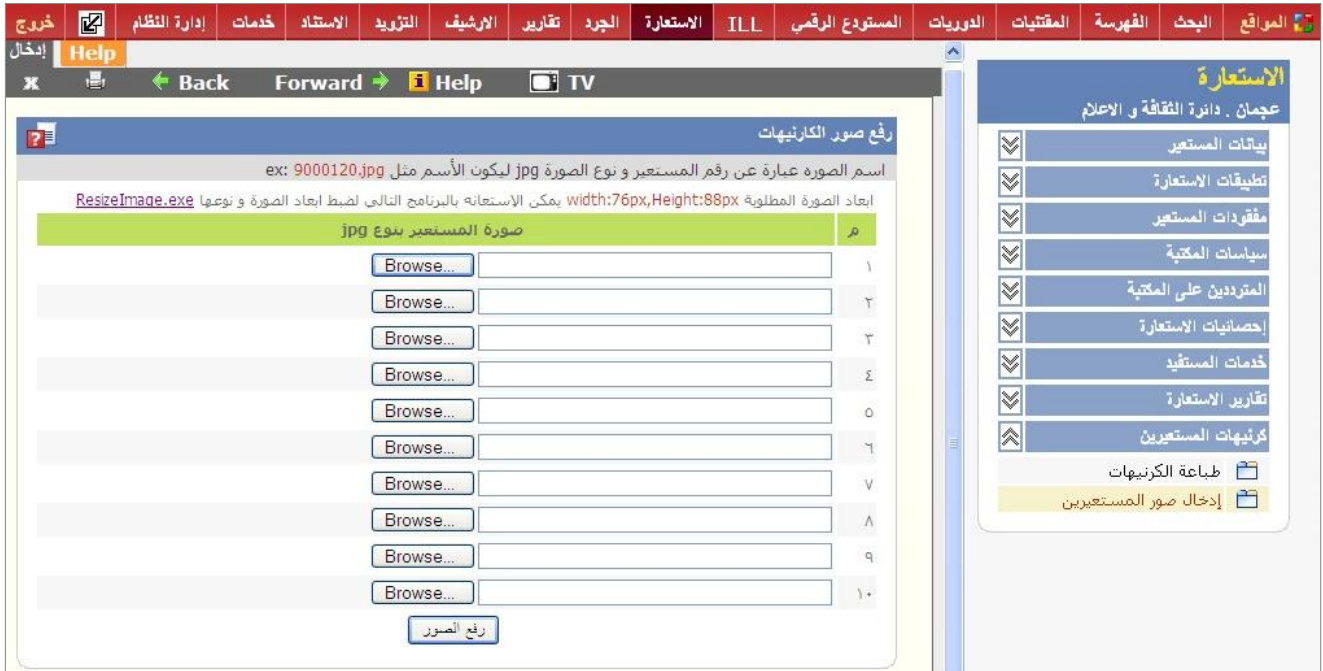 المواقع البحث الفهرسة المقتنيات الدوريات المستودع الرقمي ILL الاستعارة الجرد تقارير الارشيف التزويد الاستناد خدمات إدارة النظام خروج
Help إدخال
x Back Forward Help TV
الاستعارة
عجمان . دائرة الثقافة و الاعلام
بيانات المستعير
تطبيقات الاستعارة
مفقودات المستعير
سياسات المكتبة
المترددين على المكتبة
إحصائيات الاستعارة
خدمات المستفيد
تقارير الاستعارة
كرنيهات المستعيرين
طباعة الكرنيهات
إدخال صور المستعيرين
رفع صور الكارنيهات
اسم الصوره عبارة عن رقم المستعير و نوع الصورة jpg ليكون الأسم مثل ex: 9000120.jpg
ابعاد الصورة المطلوبة width:76px,Height:88px يمكن الإستعانه بالبرنامج التالى لضبط ابعاد الصورة و نوعها ResizeImage.exe
م صورة المستعير بنوع jpg
١ Browse...
٢ Browse...
٣ Browse...
٤ Browse...
٥ Browse...
٦ Browse...
٧ Browse...
٨ Browse...
٩ Browse...
١٠ Browse...
رفع الصور